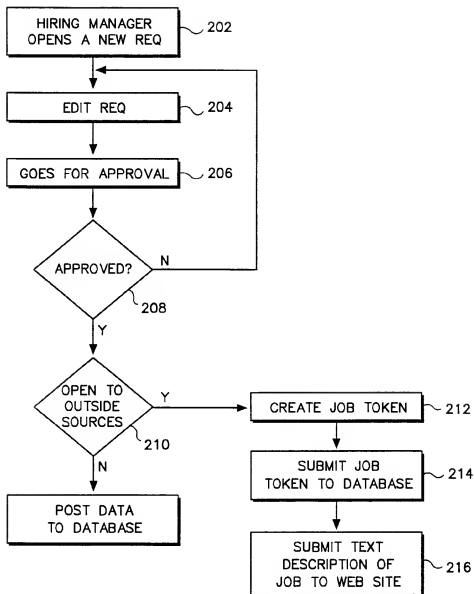 HIRING MANAGER
OPENS A NEW REQ
202
EDIT REQ
204
GOES FOR APPROVAL
206
APPROVED?
N
208
Y
OPEN TO
OUTSIDE
SOURCES
Y
210
N
POST DATA
TO DATABASE
CREATE JOB TOKEN
212
SUBMIT JOB
TOKEN TO DATABASE
214
SUBMIT TEXT
DESCRIPTION OF
JOB TO WEB SITE
216